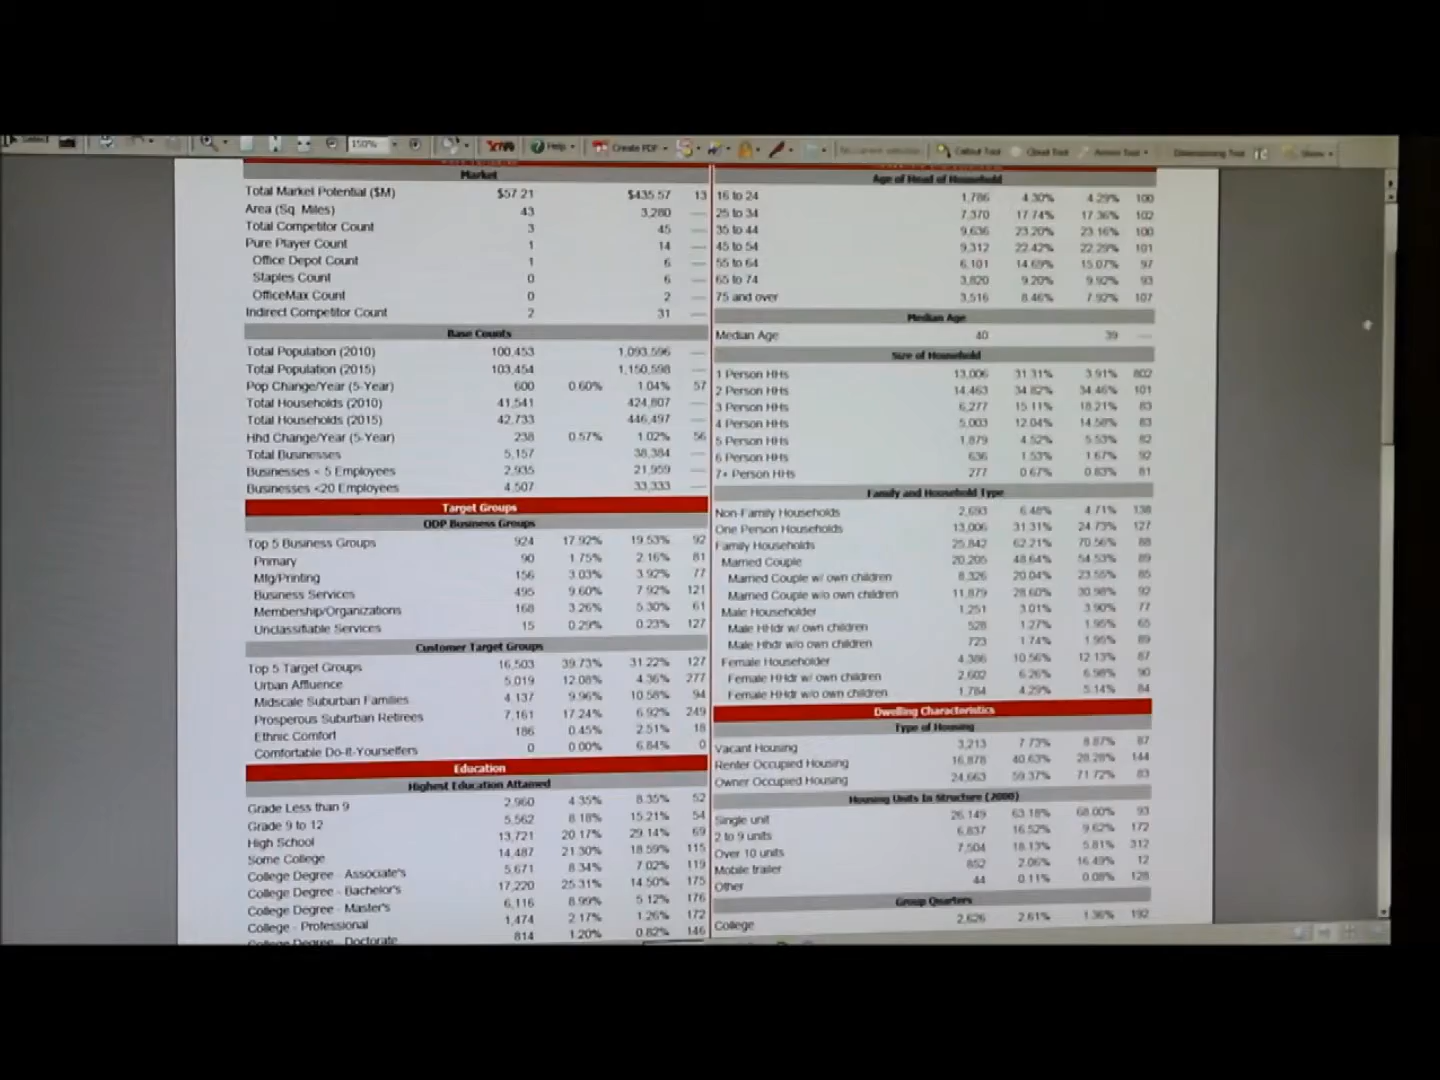 150%
Help
Create PDF
Callout Tool
Cloud Tool
Market
Total Market Potential ($M) $57.21 $435.57 13
Area (Sq. Miles) 43 3,280 —
Total Competitor Count 3 45 —
Pure Player Count 1 14 —
Office Depot Count 1 6 —
Staples Count 0 6 —
OfficeMax Count 0 2 —
Indirect Competitor Count 2 31 —
Base Counts
Total Population (2010) 100,453 1,093,596 —
Total Population (2015) 103,454 1,150,598 —
Pop Change/Year (5-Year) 600 0.60% 1.04% 57
Total Households (2010) 41,541 424,807 —
Total Households (2015) 42,733 446,497 —
Hhd Change/Year (5-Year) 238 0.57% 1.02% 56
Total Businesses 5,157 38,384 —
Businesses < 5 Employees 2,935 21,959 —
Businesses <20 Employees 4,507 33,333 —
Target Groups
ODP Business Groups
Top 5 Business Groups 924 17.92% 19.53% 92
Primary 90 1.75% 2.16% 81
Mfg/Printing 156 3.03% 3.92% 77
Business Services 495 9.60% 7.92% 121
Membership/Organizations 168 3.26% 5.30% 61
Unclassifiable Services 15 0.29% 0.23% 127
Customer Target Groups
Top 5 Target Groups 16,503 39.73% 31.22% 127
Urban Affluence 5,019 12.08% 4.36% 277
Midscale Suburban Families 4,137 9.96% 10.58% 94
Prosperous Suburban Retirees 7,161 17.24% 6.92% 249
Ethnic Comfort 186 0.45% 2.51% 18
Comfortable Do-It-Yourselfers 0 0.00% 6.84% 0
Education
Highest Education Attained
Grade Less than 9 2,960 4.35% 8.35% 52
Grade 9 to 12 5,562 8.18% 15.21% 54
High School 13,721 20.17% 29.14% 69
Some College 14,487 21.30% 18.59% 115
College Degree - Associate's 5,671 8.34% 7.02% 119
College Degree - Bachelor's 17,220 25.31% 14.50% 175
College Degree - Master's 6,116 8.99% 5.12% 176
College - Professional 1,474 2.17% 1.26% 172
College Degree - Doctorate 814 1.20% 0.82% 146
Age of Head of Household
16 to 24 1,786 4.30% 4.29% 100
25 to 34 7,370 17.74% 17.36% 102
35 to 44 9,636 23.20% 23.16% 100
45 to 54 9,312 22.42% 22.29% 101
55 to 64 6,101 14.69% 15.07% 97
65 to 74 3,820 9.20% 9.92% 93
75 and over 3,516 8.46% 7.92% 107
Median Age
Median Age 40 39 —
Size of Household
1 Person HHs 13,006 31.31% 3.91% 802
2 Person HHs 14,463 34.82% 34.46% 101
3 Person HHs 6,277 15.11% 18.21% 83
4 Person HHs 5,003 12.04% 14.58% 83
5 Person HHs 1,879 4.52% 5.53% 82
6 Person HHs 636 1.53% 1.67% 92
7+ Person HHs 277 0.67% 0.83% 81
Family and Household Type
Non-Family Households 2,693 6.48% 4.71% 138
One Person Households 13,006 31.31% 24.73% 127
Family Households 25,842 62.21% 70.56% 88
Married Couple 20,205 48.64% 54.53% 89
Married Couple w/ own children 8,326 20.04% 23.55% 85
Married Couple w/o own children 11,879 28.60% 30.98% 92
Male Householder 1,251 3.01% 3.90% 77
Male HHdr w/ own children 528 1.27% 1.95% 65
Male Hhdr w/o own children 723 1.74% 1.95% 89
Female Householder 4,386 10.56% 12.13% 87
Female HHdr w/ own children 2,602 6.26% 6.98% 90
Female HHdr w/o own children 1,784 4.29% 5.14% 84
Dwelling Characteristics
Type of Housing
Vacant Housing 3,213 7.73% 8.87% 87
Renter Occupied Housing 16,878 40.63% 28.28% 144
Owner Occupied Housing 24,663 59.37% 71.72% 83
Housing Units In Structure (2000)
Single unit 26,149 63.18% 68.00% 93
2 to 9 units 6,837 16.52% 9.62% 172
Over 10 units 7,504 18.13% 5.81% 312
Mobile trailer 852 2.06% 16.49% 12
Other 44 0.11% 0.08% 128
Group Quarters
College 2,626 2.61% 1.36% 192